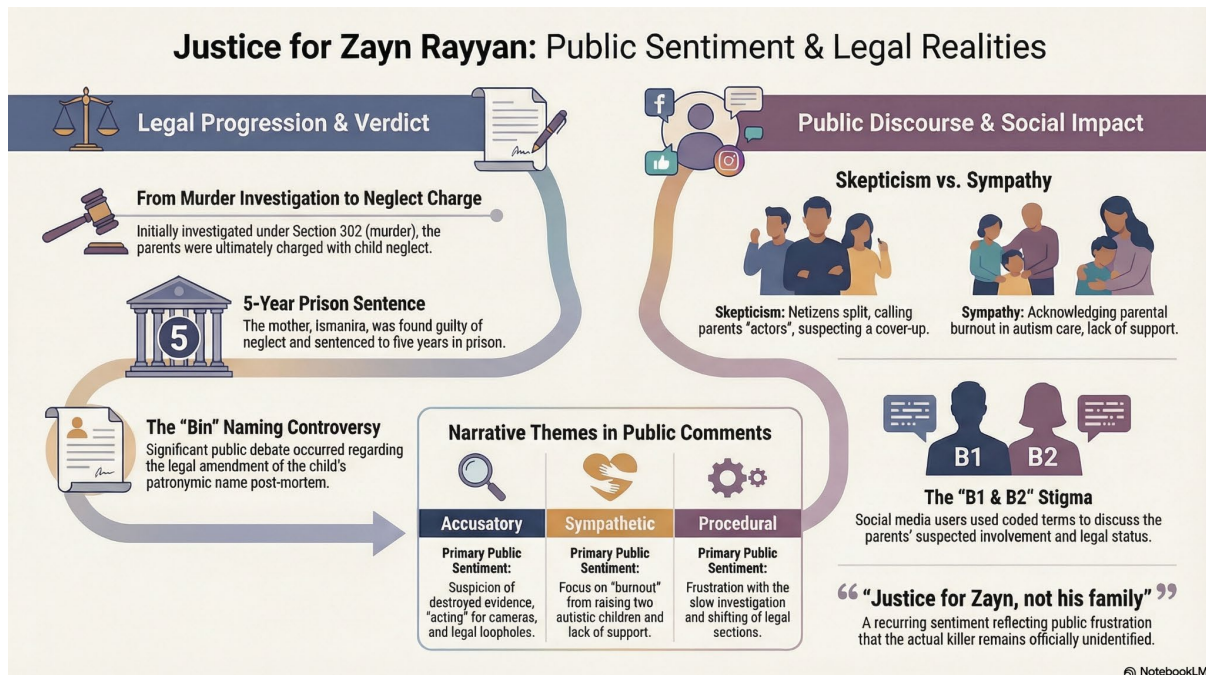 Justice for Zayn Rayyan: Public Sentiment & Legal Realities
Legal Progression & Verdict
From Murder Investigation to Neglect Charge
Initially investigated under Section 302 (murder), the
parents were ultimately charged with child neglect.
5
5-Year Prison Sentence
The mother, Ismanira, was found guilty of
neglect and sentenced to five years in prison.
The “Bin” Naming Controversy
Significant public debate occurred regarding
the legal amendment of the child's
patronymic name post-mortem.
Narrative Themes in Public Comments
Accusatory
Primary Public
Sentiment:
Suspicion of
destroyed evidence,
"acting" for cameras,
and legal loopholes.
Sympathetic
Primary Public
Sentiment:
Focus on “burnout”
from raising two
autistic children and
lack of support.
Procedural
Primary Public
Sentiment:
Frustration with the
slow investigation
and shifting of legal
sections.
f
Public Discourse & Social Impact
Skepticism vs. Sympathy
Skepticism: Netizens split, calling
parents "actors", suspecting a cover-up.
Sympathy: Acknowledging parental
burnout in autism care, lack of support.
B1
B2
The “B1 & B2” Stigma
Social media users used coded terms to discuss the
parents’ suspected involvement and legal status.
“ “Justice for Zayn, not his family” ”
A recurring sentiment reflecting public frustration
that the actual killer remains officially unidentified.
NotebookLM